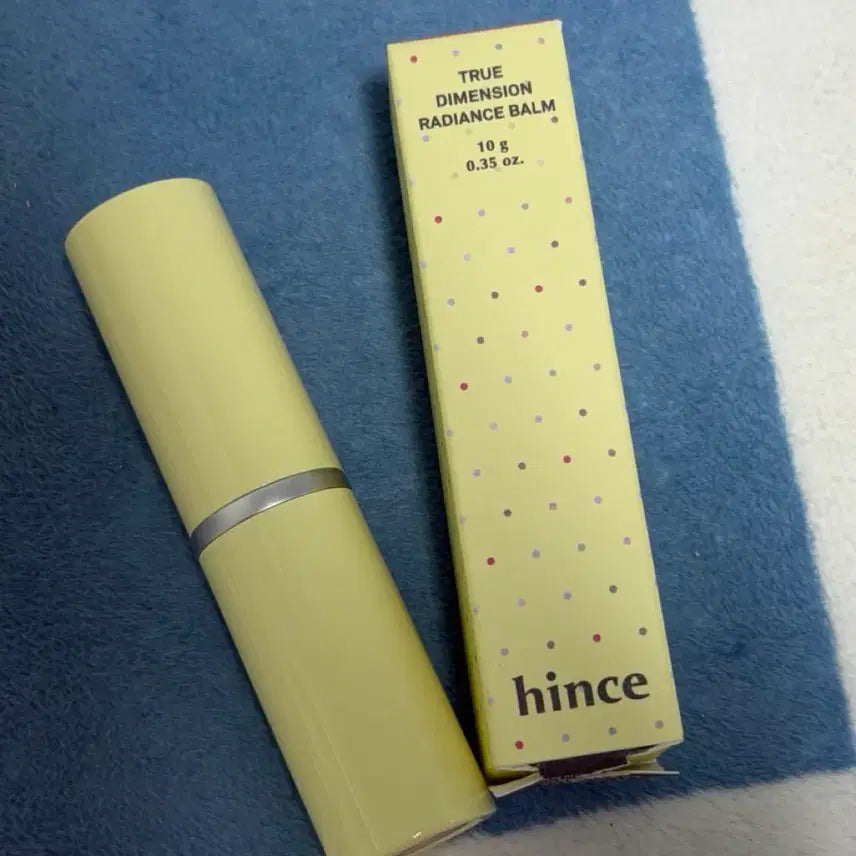 TRUE
DIMENSION
RADIANCE BALM
10 g
0.35 oz.
hince